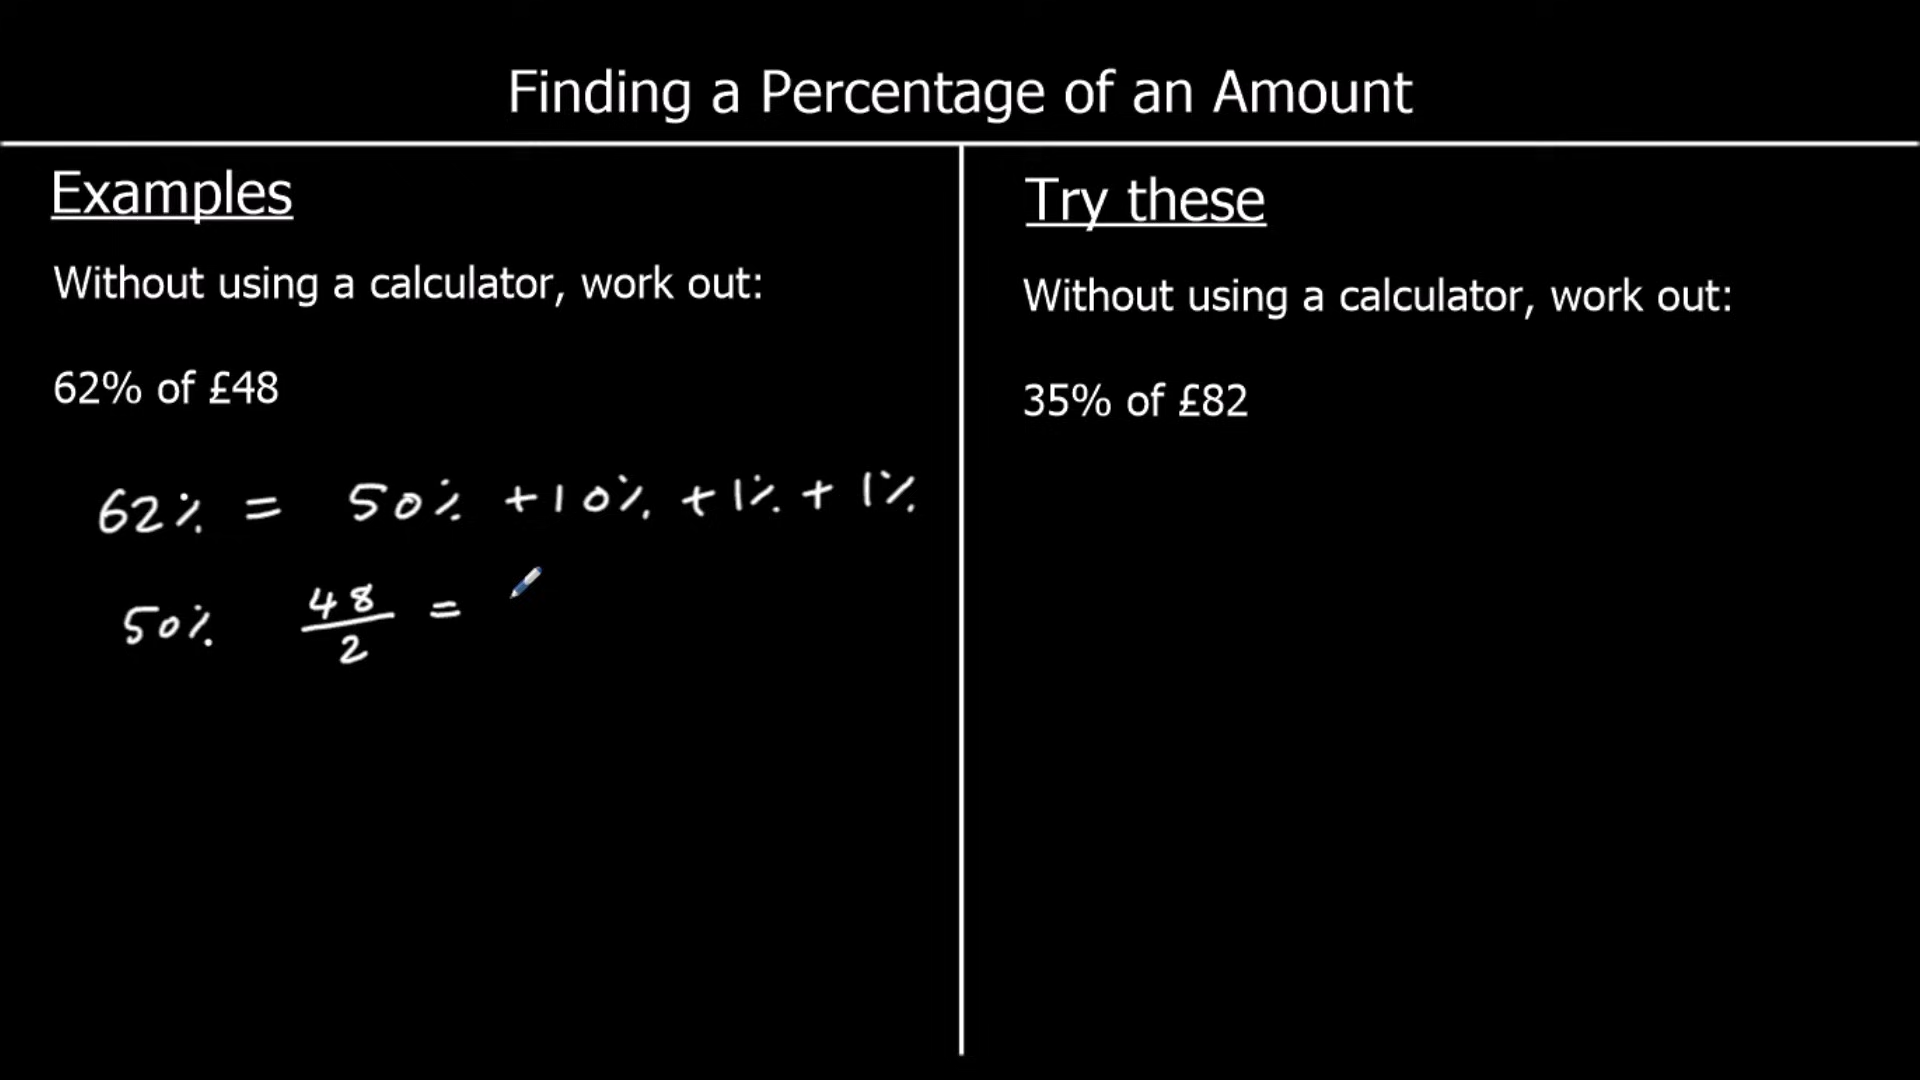 Finding a Percentage of an Amount
Examples
Without using a calculator, work out:
62% of £48
62% = 50% + 10% + 1% + 1%
50% 48/2 =
Try these
Without using a calculator, work out:
35% of £82